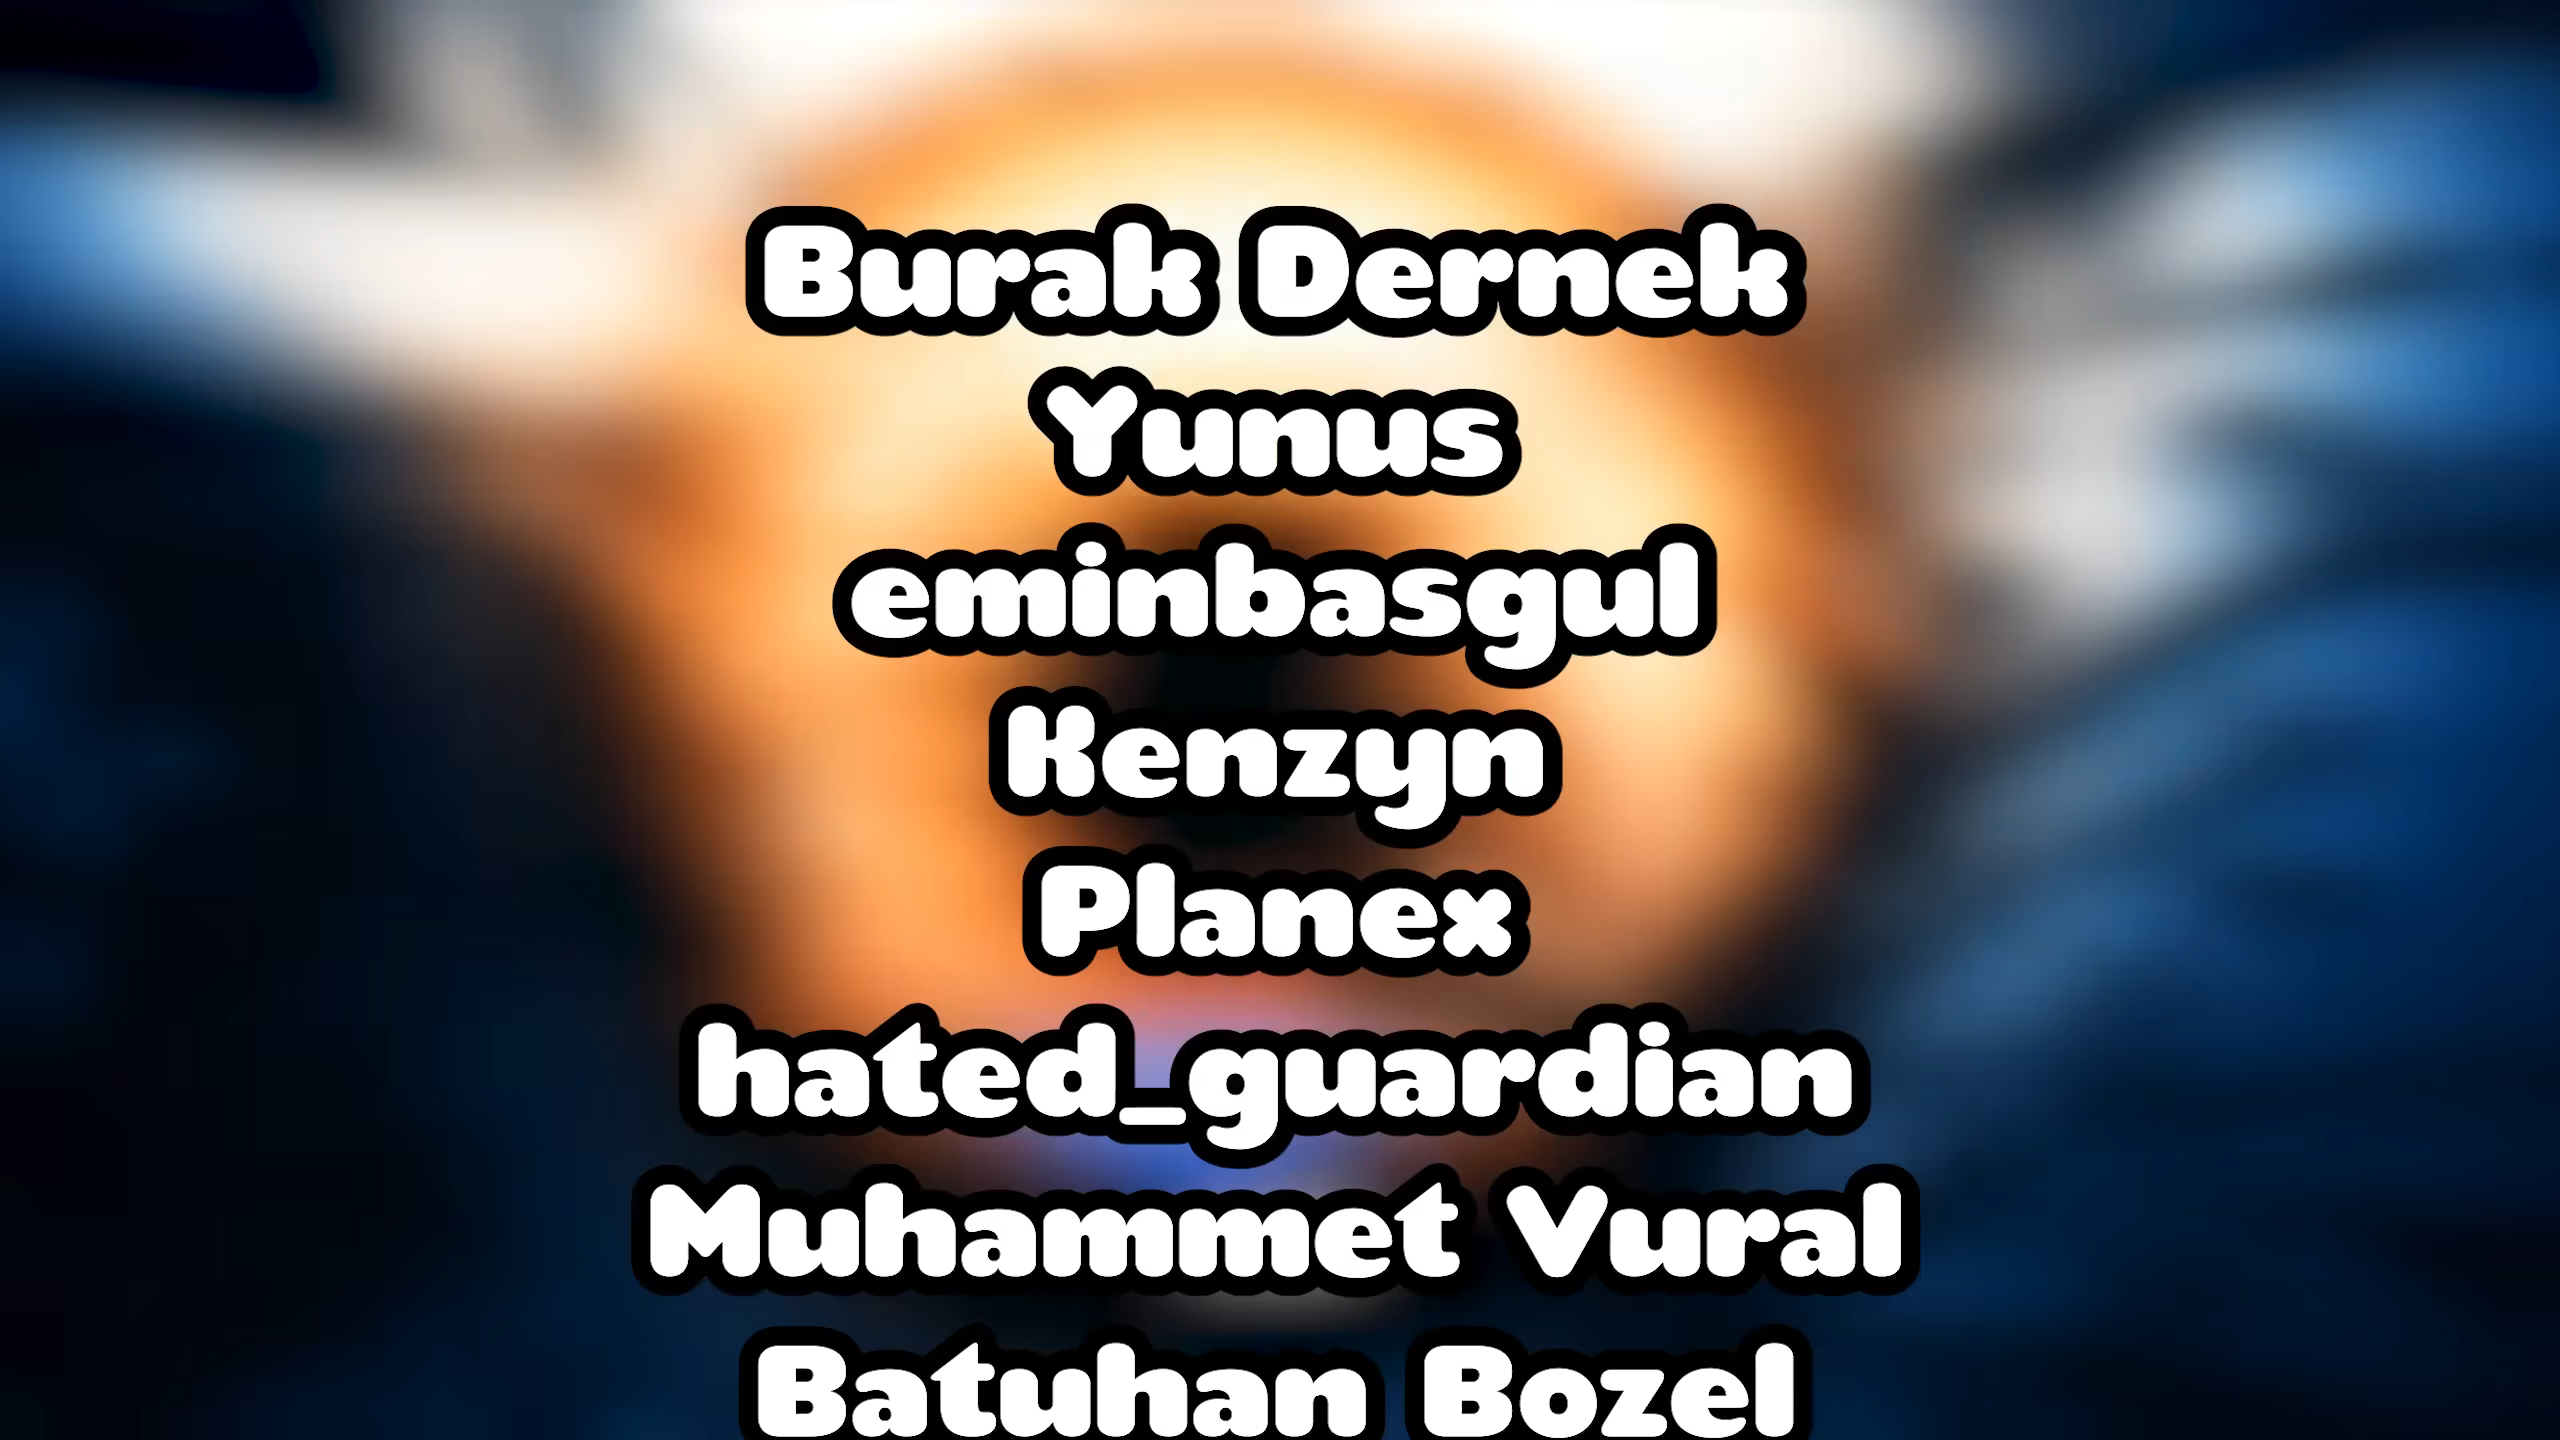 Burak Dernek
Yunus
eminbasgul
Kenzyn
Planex
hated_guardian
Muhammet Vural
Batuhan Bozel